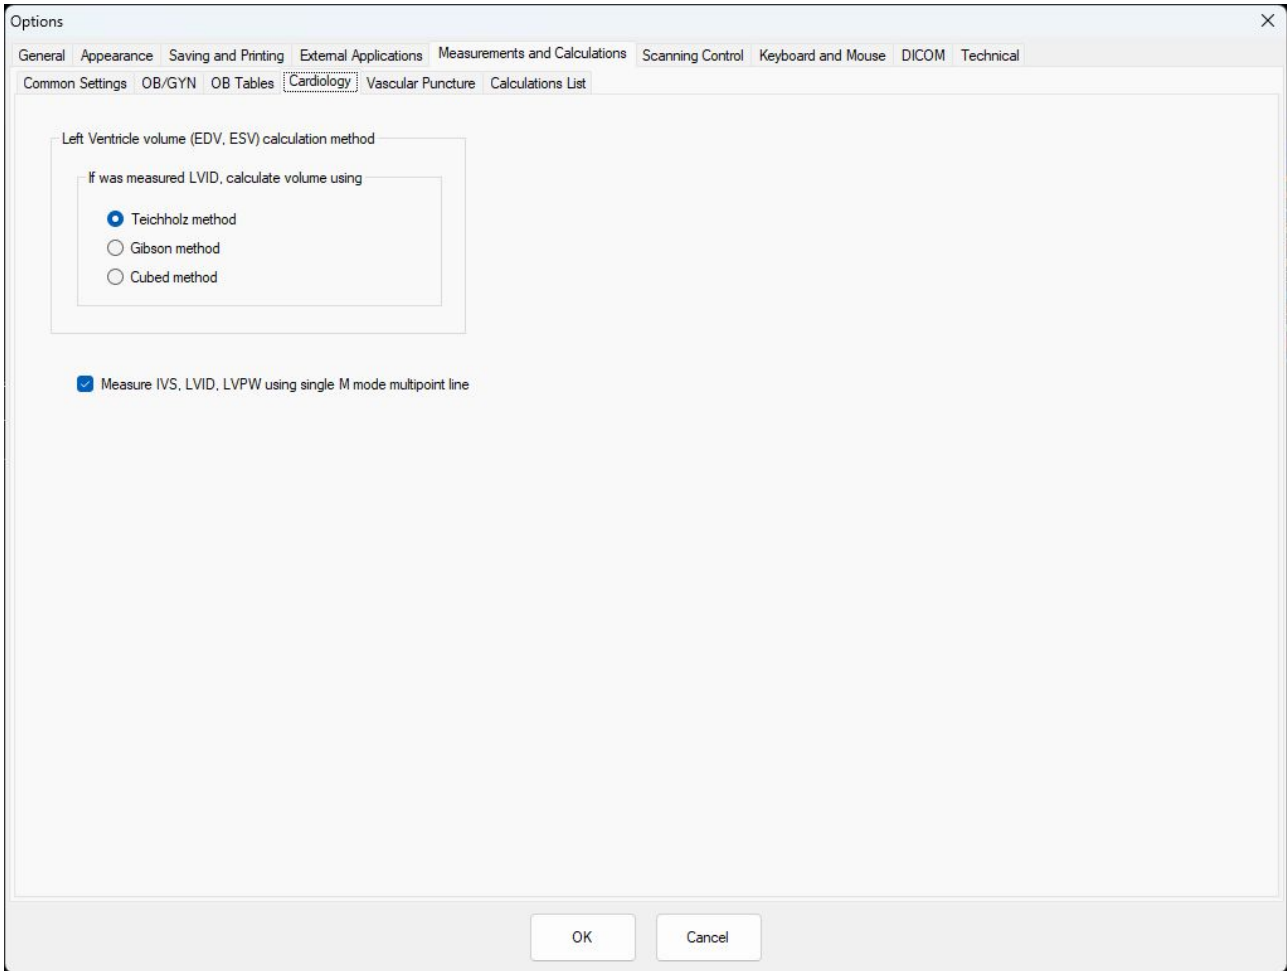 Options
General Appearance Saving and Printing External Applications Measurements and Calculations Scanning Control Keyboard and Mouse DICOM Technical
Common Settings OB/GYN OB Tables Cardiology Vascular Puncture Calculations List
Left Ventricle volume (EDV, ESV) calculation method
If was measured LVID, calculate volume using
Teichholz method
Gibson method
Cubed method
Measure IVS, LVID, LVPW using single M mode multipoint line
OK Cancel